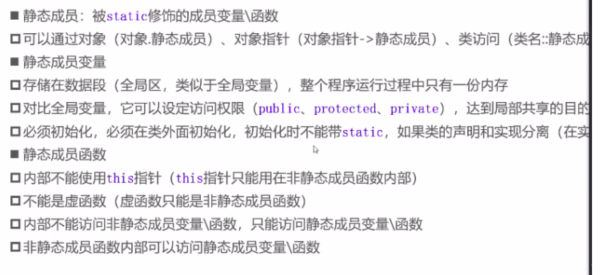 ■ 静态成员：被static修饰的成员变量\函数
□ 可以通过对象（对象.静态成员）、对象指针（对象指针->静态成员）、类访问（类名::静态成
■ 静态成员变量
□ 存储在数据段（全局区，类似于全局变量），整个程序运行过程中只有一份内存
□ 对比全局变量，它可以设定访问权限（public、protected、private），达到局部共享的目的
□ 必须初始化，必须在类外面初始化，初始化时不能带static，如果类的声明和实现分离（在实
■ 静态成员函数
□ 内部不能使用this指针（this指针只能用在非静态成员函数内部）
□ 不能是虚函数（虚函数只能是非静态成员函数）
□ 内部不能访问非静态成员变量\函数，只能访问静态成员变量\函数
□ 非静态成员函数内部可以访问静态成员变量\函数